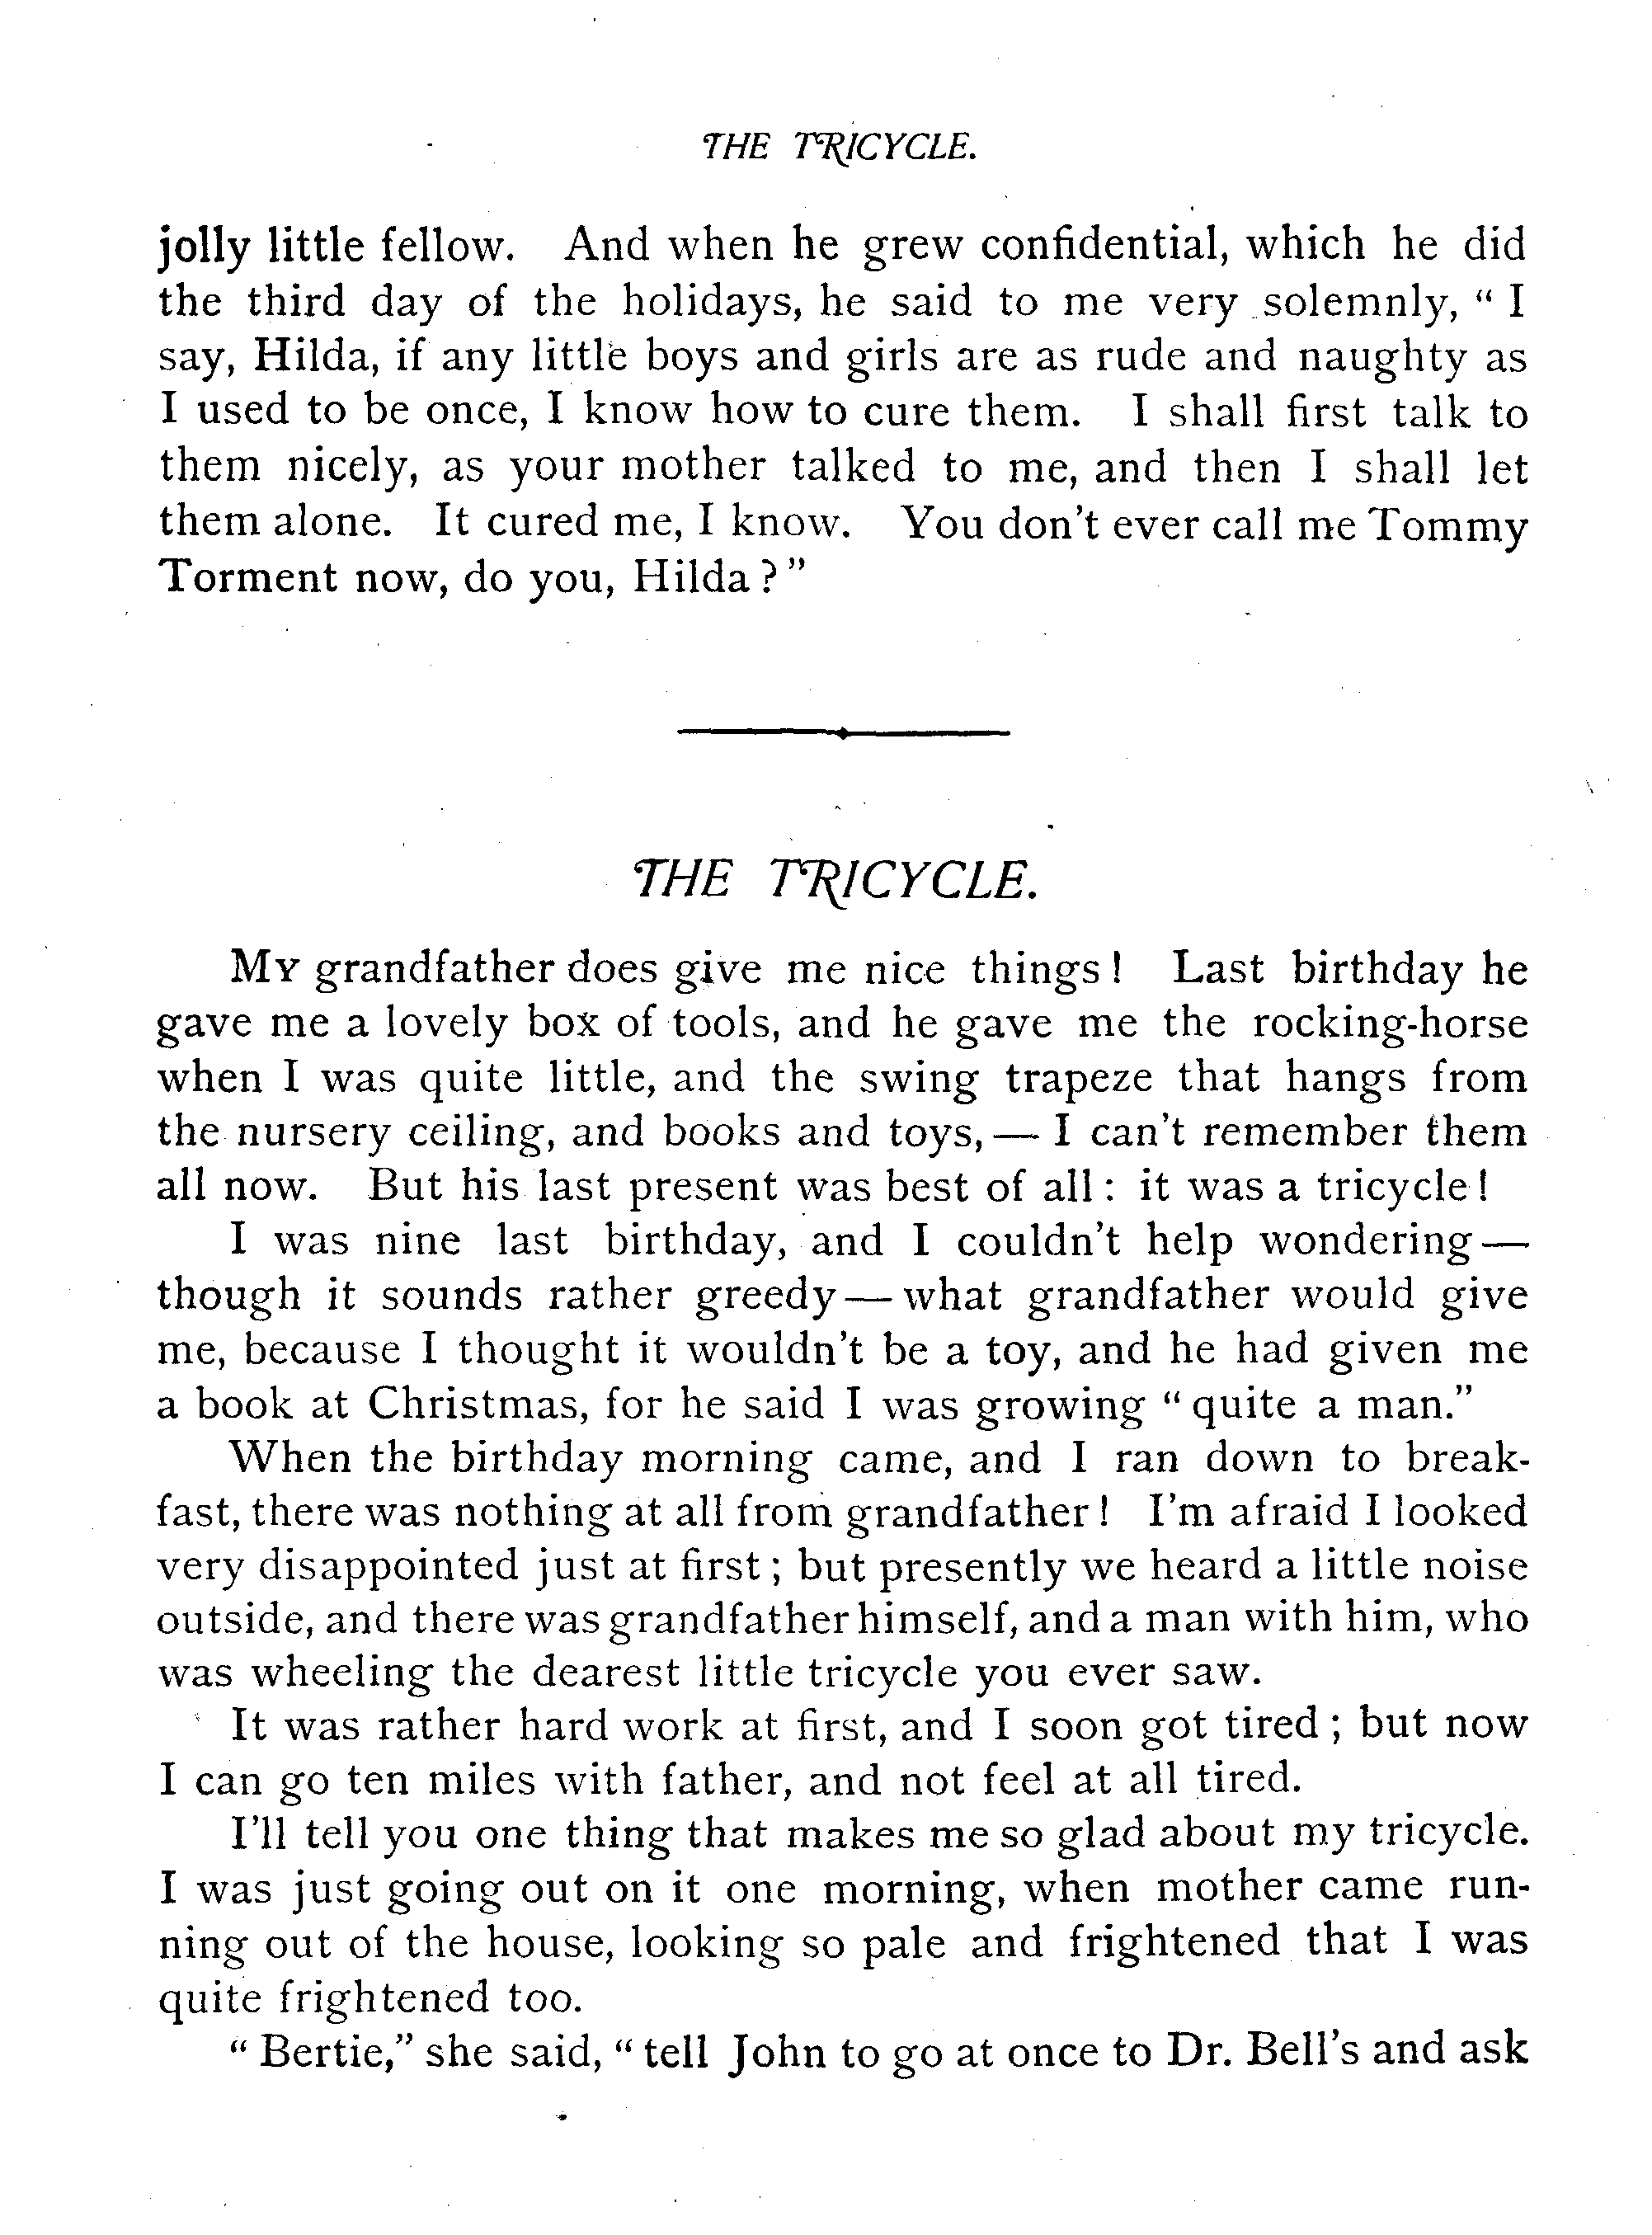 THE TRICYCLE.
jolly little fellow. And when he grew confidential, which he did
the third day of the holidays, he said to me very solemnly, “ I
say, Hilda, if any little boys and girls are as rude and naughty as
I used to be once, I know how to cure them. I shall first talk to
them nicely, as your mother talked to me, and then I shall let
them alone. It cured me, I know. You don't ever call me Tommy
Torment now, do you, Hilda ? ”
THE TRICYCLE.
MY grandfather does give me nice things ! Last birthday he
gave me a lovely box of tools, and he gave me the rocking-horse
when I was quite little, and the swing trapeze that hangs from
the nursery ceiling, and books and toys, — I can't remember them
all now. But his last present was best of all : it was a tricycle !
I was nine last birthday, and I couldn't help wondering —
though it sounds rather greedy — what grandfather would give
me, because I thought it wouldn't be a toy, and he had given me
a book at Christmas, for he said I was growing “ quite a man.”
When the birthday morning came, and I ran down to break-
fast, there was nothing at all from grandfather ! I'm afraid I looked
very disappointed just at first ; but presently we heard a little noise
outside, and there was grandfather himself, and a man with him, who
was wheeling the dearest little tricycle you ever saw.
It was rather hard work at first, and I soon got tired ; but now
I can go ten miles with father, and not feel at all tired.
I'll tell you one thing that makes me so glad about my tricycle.
I was just going out on it one morning, when mother came run-
ning out of the house, looking so pale and frightened that I was
quite frightened too.
“ Bertie,” she said, “ tell John to go at once to Dr. Bell's and ask